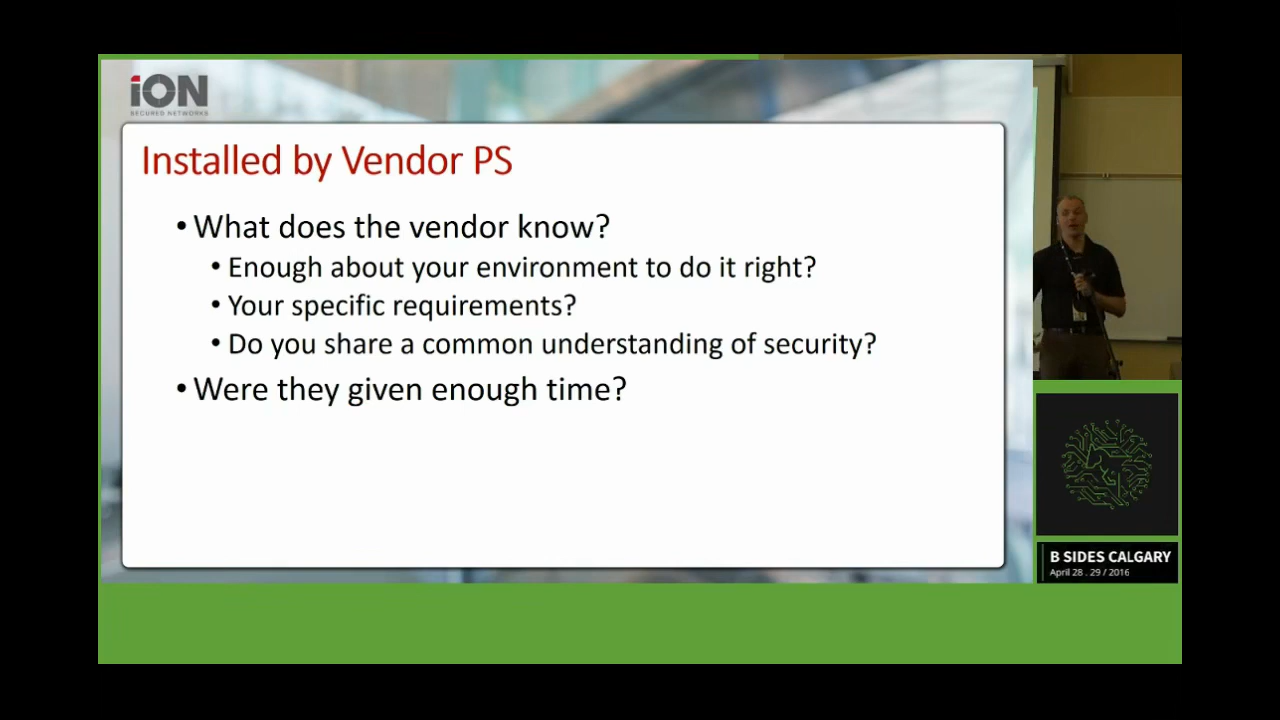 iON
SECURED NETWORKS
Installed by Vendor PS
• What does the vendor know?
• Enough about your environment to do it right?
• Your specific requirements?
• Do you share a common understanding of security?
• Were they given enough time?
B SIDES CALGARY
April 28 . 29 / 2016